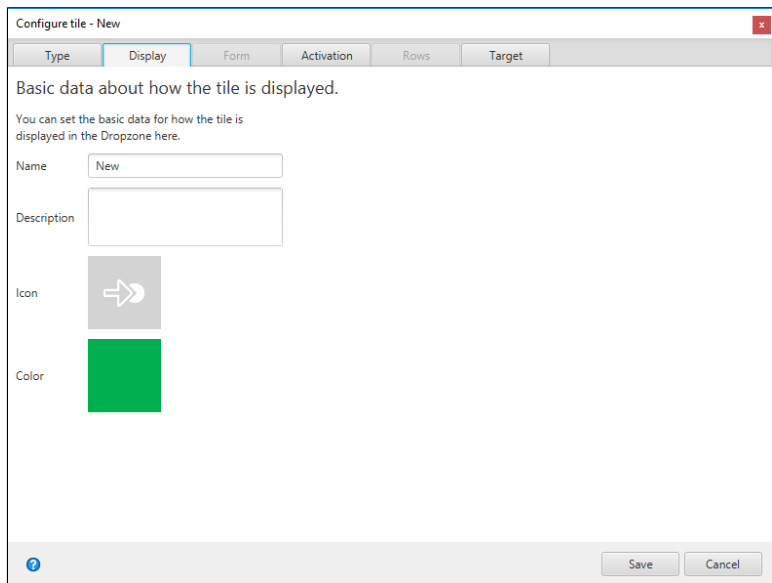 Configure tile - New
x
Type Display Form Activation Rows Target
Basic data about how the tile is displayed.
You can set the basic data for how the tile is
displayed in the Dropzone here.
Name New
Description
Icon
Color
? Save Cancel